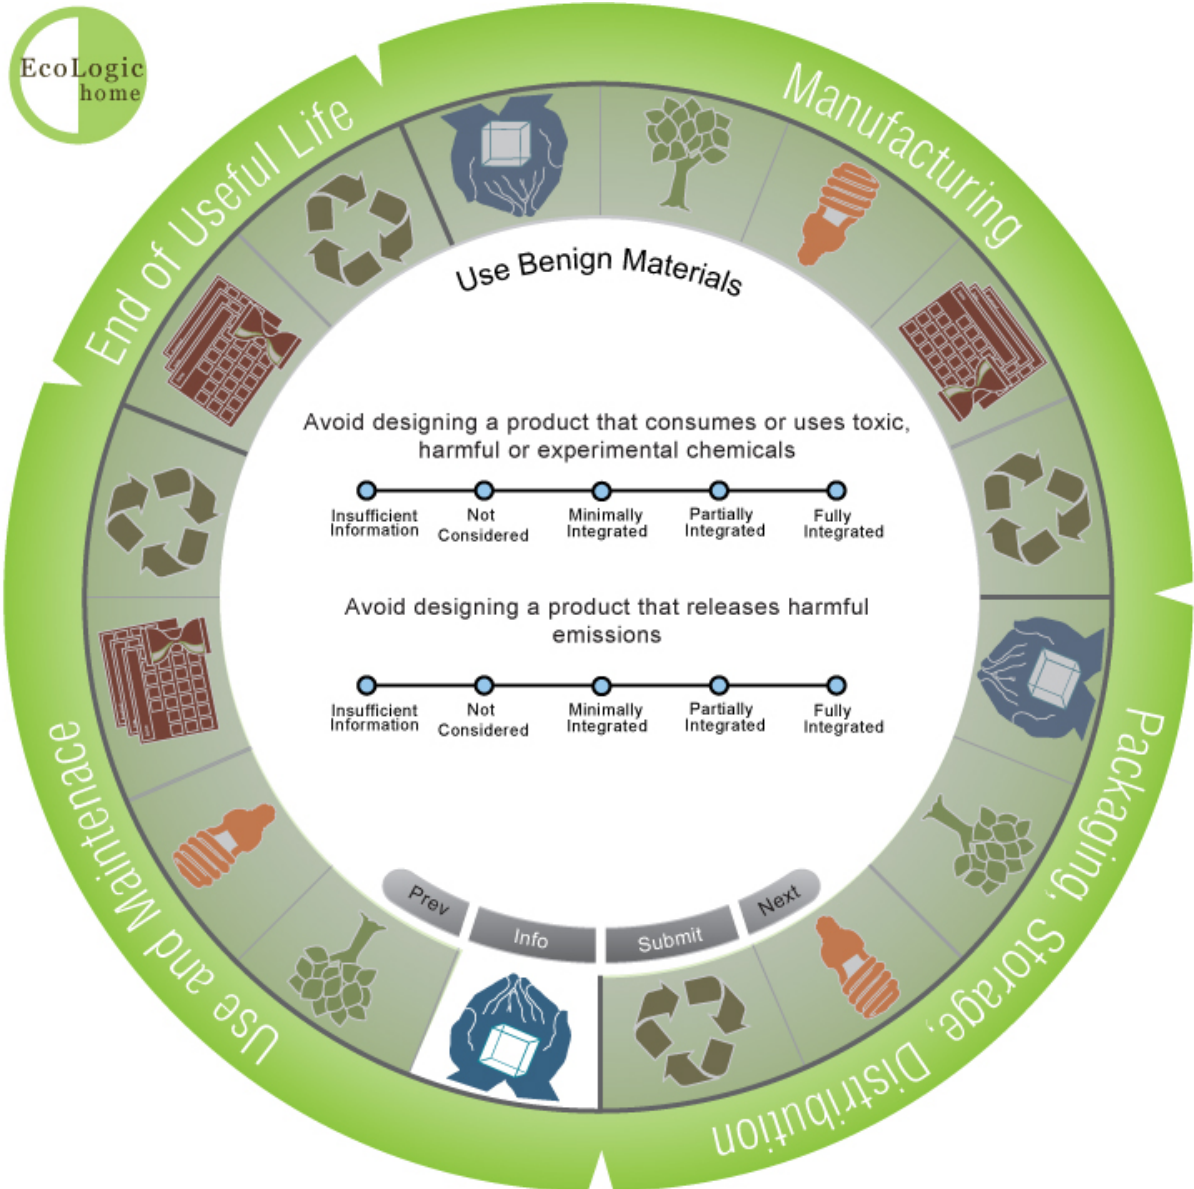 EcoLogic
home
Manufacturing
End of Useful Life
Use Benign Materials
Avoid designing a product that consumes or uses toxic,
harmful or experimental chemicals
Insufficient
Information
Not
Considered
Minimally
Integrated
Partially
Integrated
Fully
Integrated
Avoid designing a product that releases harmful
emissions
Insufficient
Information
Not
Considered
Minimally
Integrated
Partially
Integrated
Fully
Integrated
Packaging, Storage, Distribution
Use and Maintenace
Prev
Info
Submit
Next